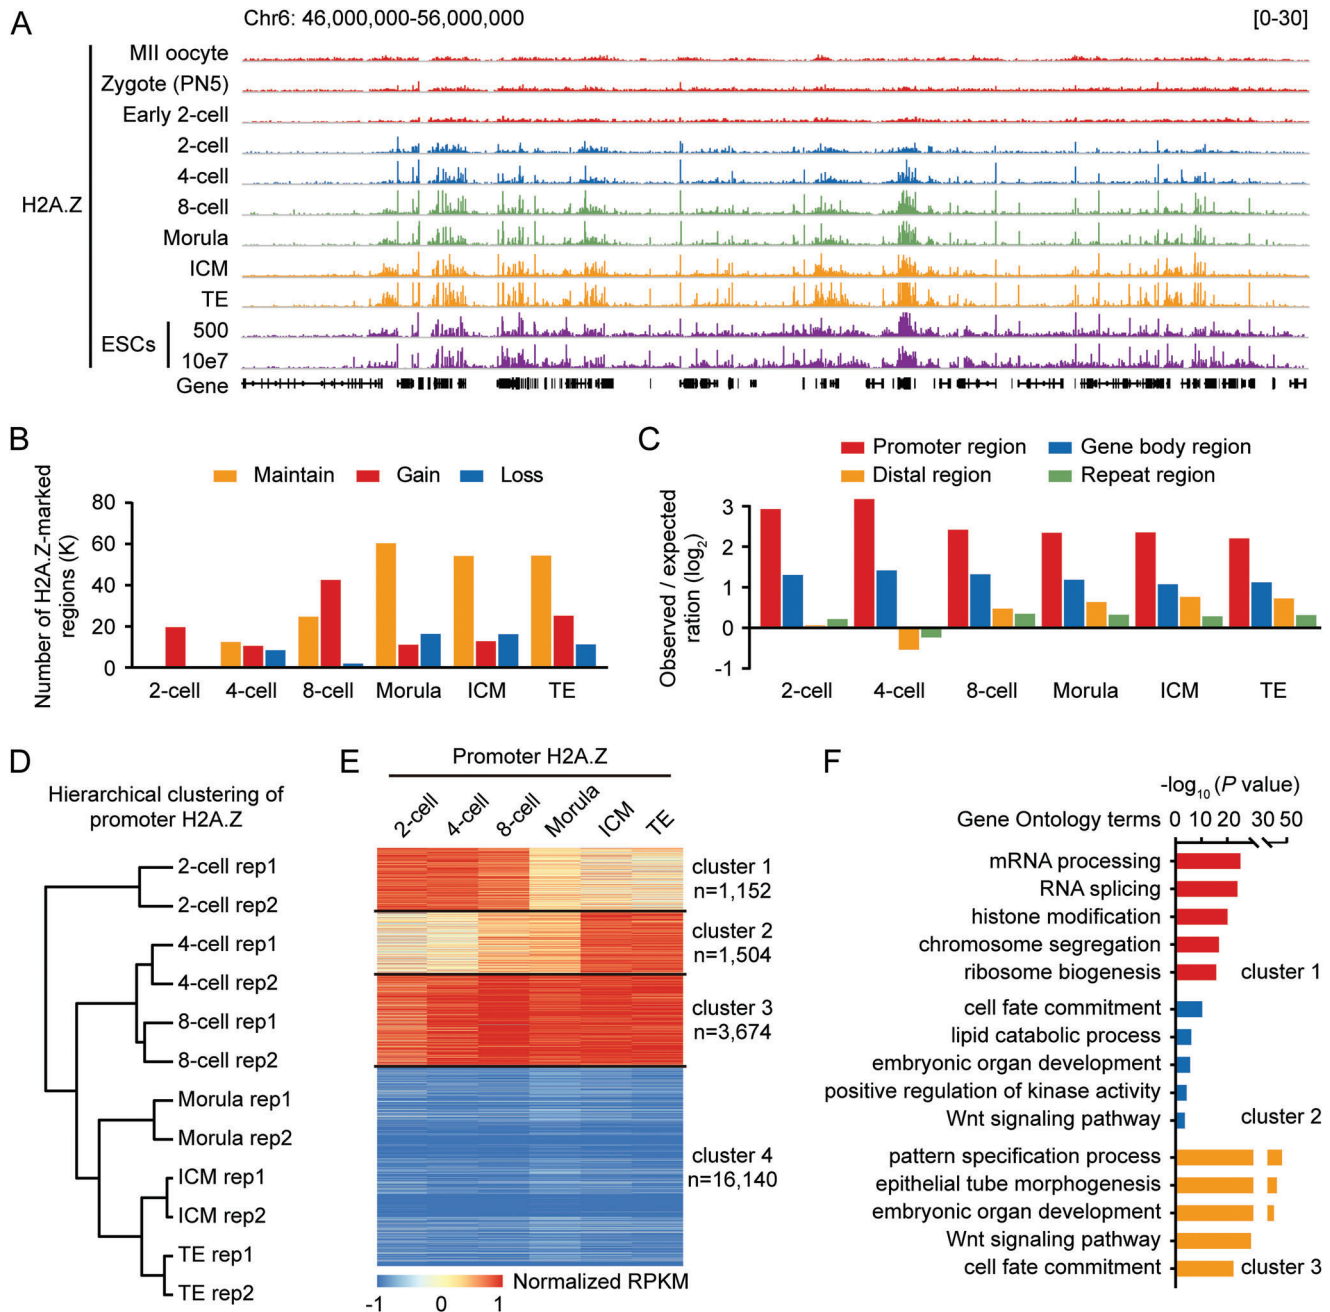 A
Chr6: 46,000,000-56,000,000
[0-30]
MII oocyte
Zygote (PN5)
Early 2-cell
2-cell
4-cell
H2A.Z
8-cell
Morula
ICM
TE
ESCs
500
10e7
Gene
B
Maintain
Gain
Loss
Number of H2A.Z-marked
regions (K)
80
60
40
20
0
2-cell
4-cell
8-cell
Morula
ICM
TE
C
Promoter region
Gene body region
Distal region
Repeat region
Observed / expected
ration (log2)
3
2
1
0
-1
2-cell
4-cell
8-cell
Morula
ICM
TE
D
Hierarchical clustering of
promoter H2A.Z
2-cell rep1
2-cell rep2
4-cell rep1
4-cell rep2
8-cell rep1
8-cell rep2
Morula rep1
Morula rep2
ICM rep1
ICM rep2
TE rep1
TE rep2
E
Promoter H2A.Z
2-cell
4-cell
8-cell
Morula
ICM
TE
cluster 1
n=1,152
cluster 2
n=1,504
cluster 3
n=3,674
cluster 4
n=16,140
Normalized RPKM
-1
0
1
F
-log10 (P value)
Gene Ontology terms
0 10 20 30 50
mRNA processing
RNA splicing
histone modification
chromosome segregation
ribosome biogenesis
cluster 1
cell fate commitment
lipid catabolic process
embryonic organ development
positive regulation of kinase activity
Wnt signaling pathway
cluster 2
pattern specification process
epithelial tube morphogenesis
embryonic organ development
Wnt signaling pathway
cell fate commitment
cluster 3